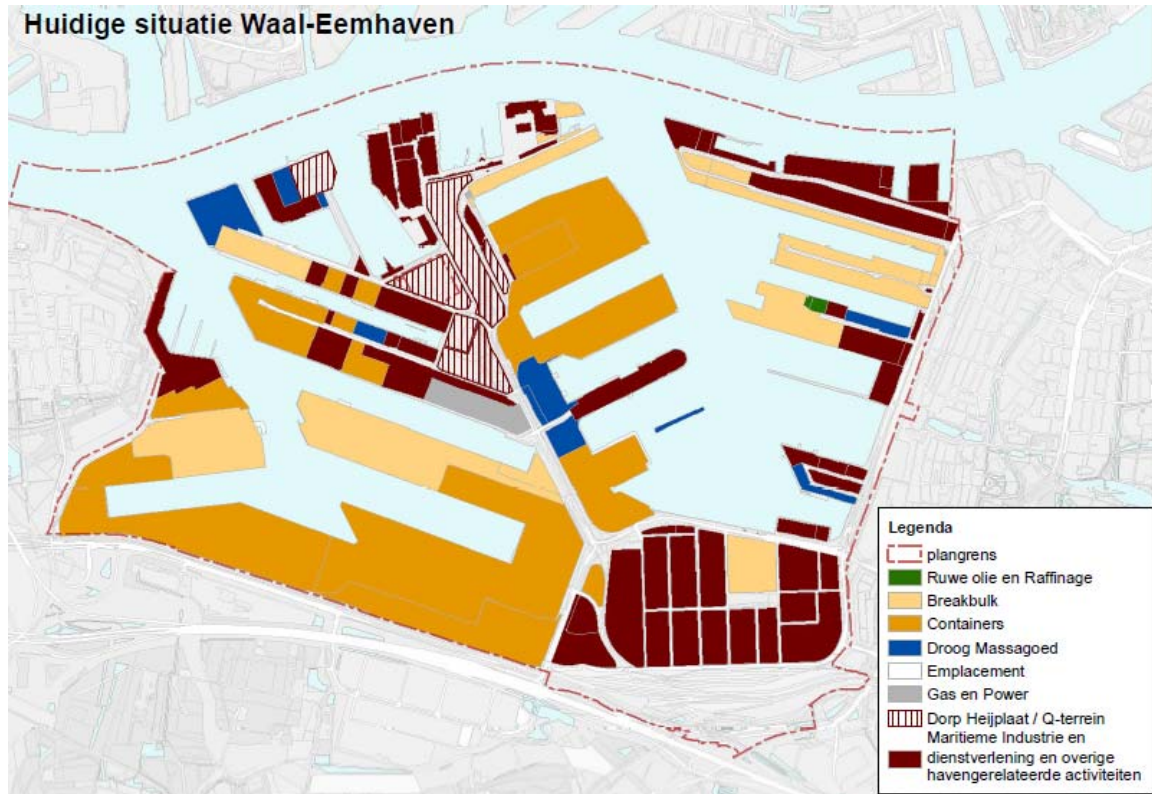 Huidige situatie Waal-Eemhaven
Legenda
plangrens
Ruwe olie en Raffinage
Breakbulk
Containers
Droog Massagoed
Emplacement
Gas en Power
Dorp Heijplaat / Q-terrein
Maritieme Industrie en
dienstverlening en overige
havengerelateerde activiteiten